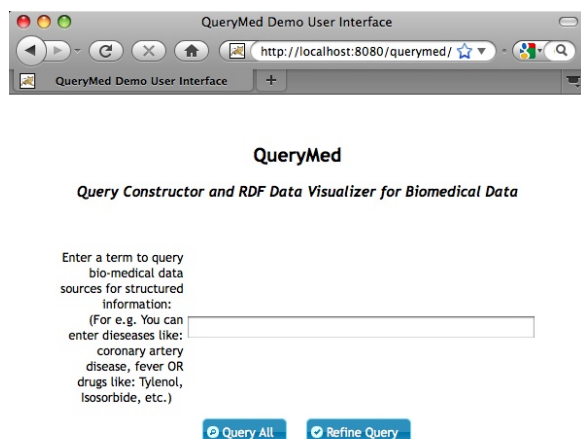 QueryMed Demo User Interface
http://localhost:8080/querymed/
QueryMed Demo User Interface
+
QueryMed
Query Constructor and RDF Data Visualizer for Biomedical Data
Enter a term to query
bio-medical data
sources for structured
information:
(For e.g. You can
enter dieseases like:
coronary artery
disease, fever OR
drugs like: Tylenol,
Isosorbide, etc.)
Query All
Refine Query